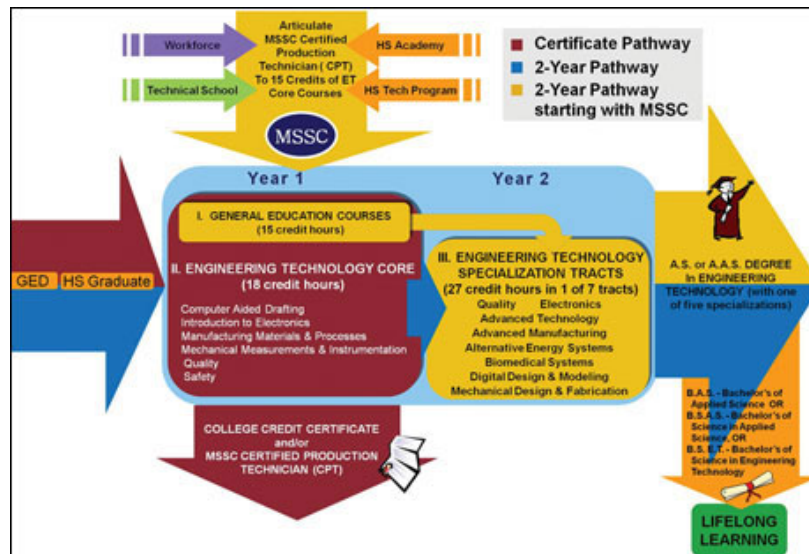 Articulate
MSSC Certified
Production
Technician ( CPT)
To 15 Credits of ET
Core Courses
Workforce
Technical School
HS Academy
HS Tech Program
MSSC
Certificate Pathway
2-Year Pathway
2-Year Pathway
starting with MSSC
Year 1
Year 2
I. GENERAL EDUCATION COURSES
(15 credit hours)
GED
HS Graduate
II. ENGINEERING TECHNOLOGY CORE
(18 credit hours)
Computer Aided Drafting
Introduction to Electronics
Manufacturing Materials & Processes
Mechanical Measurements & Instrumentation
Quality
Safety
III. ENGINEERING TECHNOLOGY
SPECIALIZATION TRACTS
(27 credit hours in 1 of 7 tracts)
Quality Electronics
Advanced Technology
Advanced Manufacturing
Alternative Energy Systems
Biomedical Systems
Digital Design & Modeling
Mechanical Design & Fabrication
A.S. or A.A.S. DEGREE
in ENGINEERING
TECHNOLOGY (with one
of five specializations)
COLLEGE CREDIT CERTIFICATE
and/or
MSSC CERTIFIED PRODUCTION
TECHNICIAN (CPT)
B.A.S. - Bachelor's of
Applied Science OR
B.S.A.S. - Bachelor's of
Science in Applied
Science, OR
B.S. E.T. - Bachelor's of
Science in Engineering
Technology
LIFELONG
LEARNING